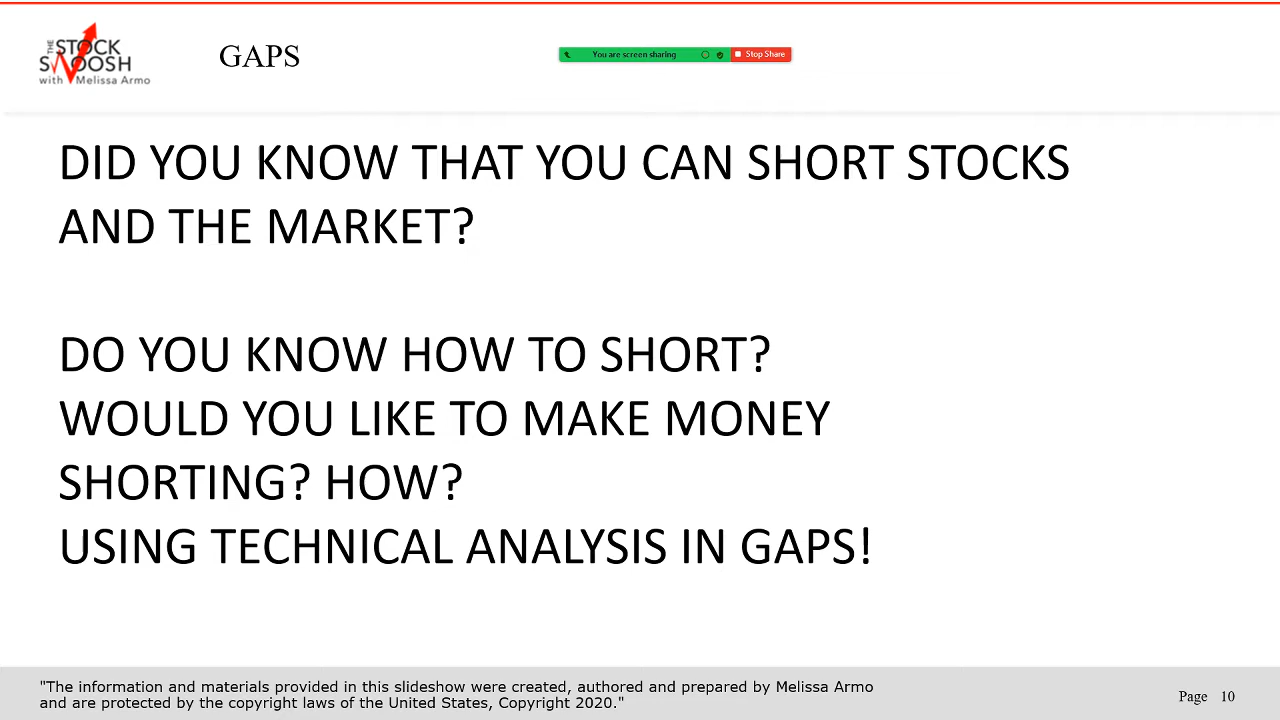 THE
STOCK
SWOOSH
with Melissa Armo
GAPS
You are screen sharing
Stop Share
DID YOU KNOW THAT YOU CAN SHORT STOCKS
AND THE MARKET?
DO YOU KNOW HOW TO SHORT?
WOULD YOU LIKE TO MAKE MONEY
SHORTING? HOW?
USING TECHNICAL ANALYSIS IN GAPS!
"The information and materials provided in this slideshow were created, authored and prepared by Melissa Armo
and are protected by the copyright laws of the United States, Copyright 2020."
Page 10